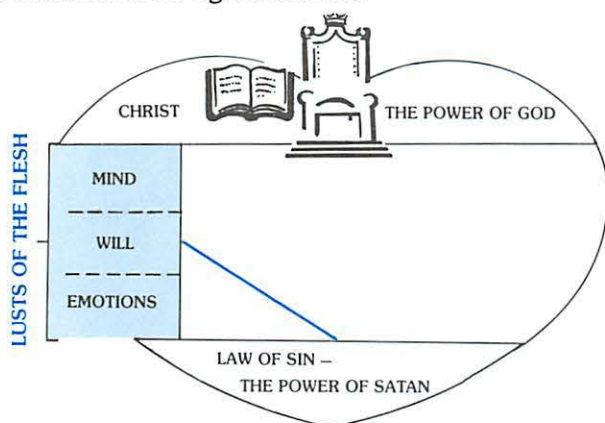 CHRIST
THE POWER OF GOD
LUSTS OF THE FLESH
MIND
WILL
EMOTIONS
LAW OF SIN –
THE POWER OF SATAN